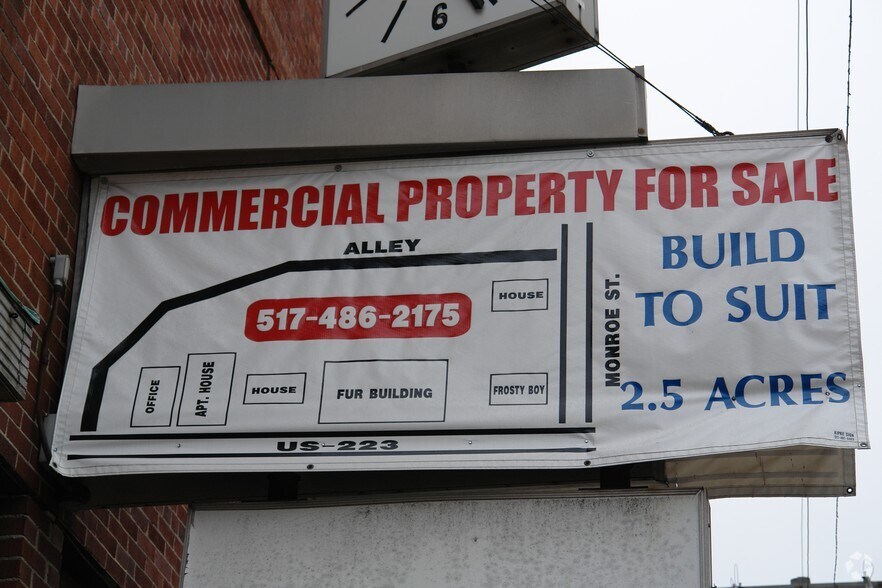 6
COMMERCIAL PROPERTY FOR SALE
ALLEY
BUILD
TO SUIT
2.5 ACRES
517-486-2175
HOUSE
MONROE ST.
OFFICE
APT. HOUSE
HOUSE
FUR BUILDING
FROSTY BOY
US-223